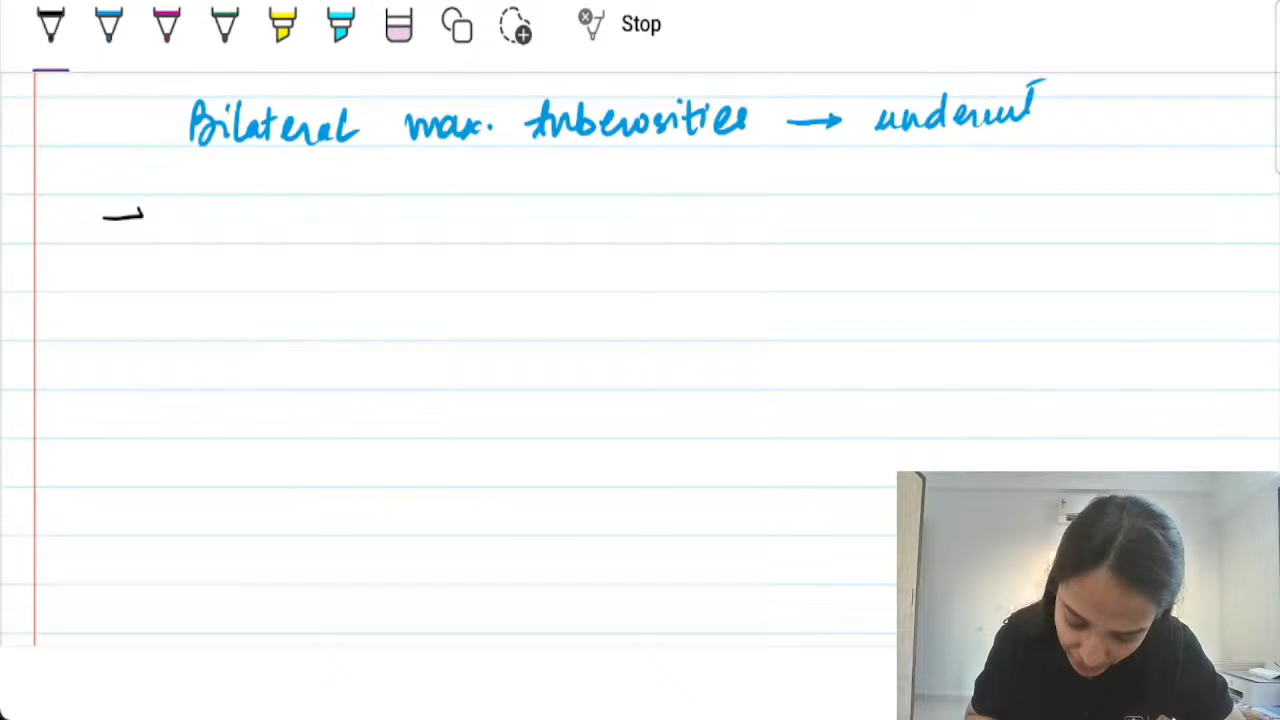 Stop
Bilateral max. tuberosities → undercut